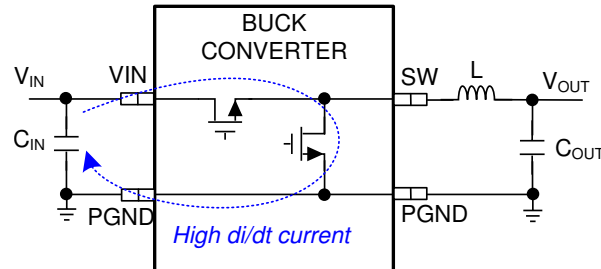 BUCK
CONVERTER
VIN
VIN
SW
L
VOUT
CIN
COUT
PGND
PGND
High di/dt current